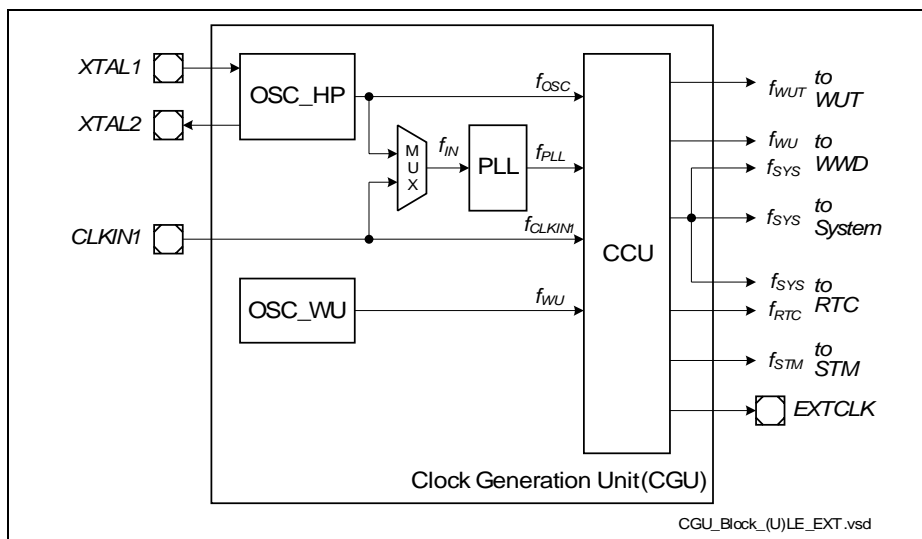 XTAL1
XTAL2
CLKIN1
OSC_HP
OSC_WU
MUX
fIN
PLL
fPLL
fOSC
fCLKIN1
fWU
CCU
fWUT to WUT
fWU to WWD
fSYS
fSYS to System
fSYS to RTC
fRTC
fSTM to STM
EXTCLK
Clock Generation Unit(CGU)
CGU_Block_(U)LE_EXT.vsd